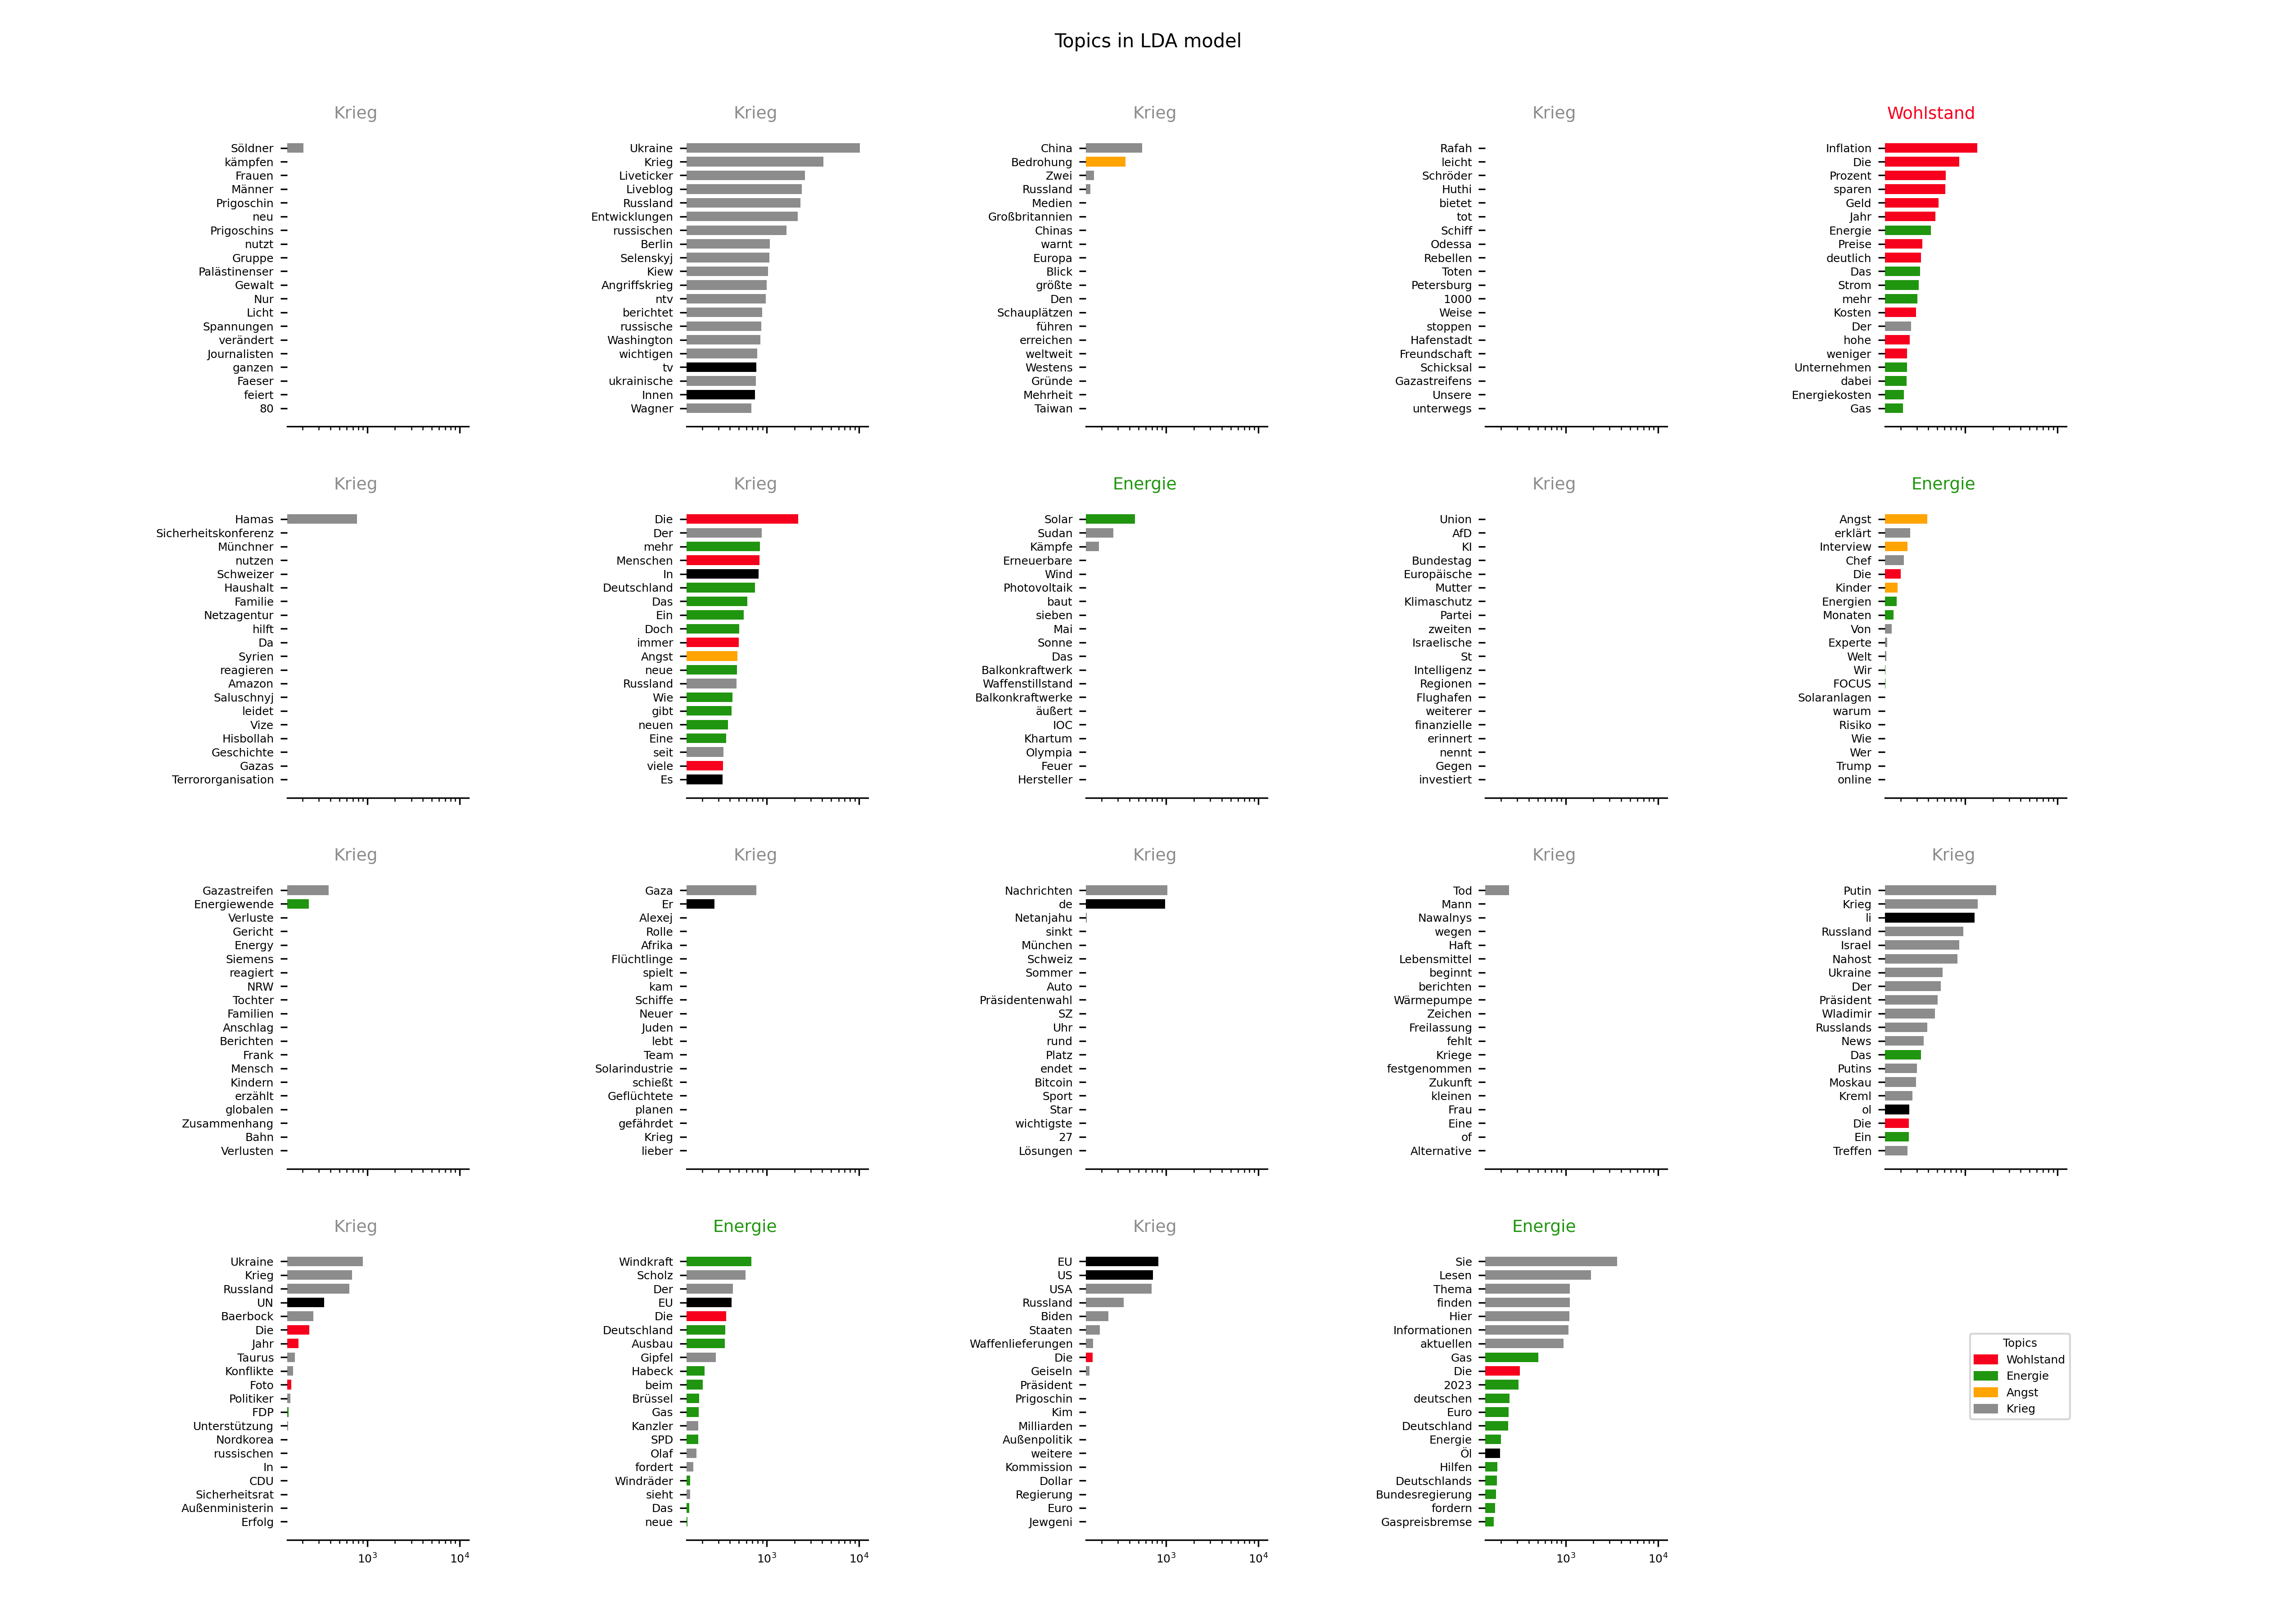 Topics in LDA model
Krieg
Söldner
kämpfen
Frauen
Männer
Prigoschin
neu
Prigoschins
nutzt
Gruppe
Palästinenser
Gewalt
Nur
Licht
Spannungen
verändert
Journalisten
ganzen
Faeser
feiert
80
Krieg
Ukraine
Krieg
Liveticker
Liveblog
Russland
Entwicklungen
russischen
Berlin
Selenskyj
Kiew
Angriffskrieg
ntv
berichtet
russische
Washington
wichtigen
tv
ukrainische
Innen
Wagner
Krieg
China
Bedrohung
Zwei
Russland
Medien
Großbritannien
Chinas
warnt
Europa
Blick
größte
Den
Schauplätzen
führen
erreichen
weltweit
Westens
Gründe
Mehrheit
Taiwan
Krieg
Rafah
leicht
Schröder
Huthi
bietet
tot
Schiff
Odessa
Rebellen
Toten
Petersburg
1000
Weise
stoppen
Hafenstadt
Freundschaft
Schicksal
Gazastreifens
Unsere
unterwegs
Wohlstand
Inflation
Die
Prozent
sparen
Geld
Jahr
Energie
Preise
deutlich
Das
Strom
mehr
Kosten
Der
hohe
weniger
Unternehmen
dabei
Energiekosten
Gas
Krieg
Hamas
Sicherheitskonferenz
Münchner
nutzen
Schweizer
Haushalt
Familie
Netzagentur
hilft
Da
Syrien
reagieren
Amazon
Saluschnyj
leidet
Vize
Hisbollah
Geschichte
Gazas
Terrororganisation
Krieg
Die
Der
mehr
Menschen
In
Deutschland
Das
Ein
Doch
immer
Angst
neue
Russland
Wie
gibt
neuen
Eine
seit
viele
Es
Energie
Solar
Sudan
Kämpfe
Erneuerbare
Wind
Photovoltaik
baut
sieben
Mai
Sonne
Das
Balkonkraftwerk
Waffenstillstand
Balkonkraftwerke
äußert
IOC
Khartum
Olympia
Feuer
Hersteller
Krieg
Union
AfD
KI
Bundestag
Europäische
Mutter
Klimaschutz
Partei
zweiten
Israelische
St
Intelligenz
Regionen
Flughafen
weiterer
finanzielle
erinnert
nennt
Gegen
investiert
Energie
Angst
erklärt
Interview
Chef
Die
Kinder
Energien
Monaten
Von
Experte
Welt
Wir
FOCUS
Solaranlagen
warum
Risiko
Wie
Wer
Trump
online
Krieg
Gazastreifen
Energiewende
Verluste
Gericht
Energy
Siemens
reagiert
NRW
Tochter
Familien
Anschlag
Berichten
Frank
Mensch
Kindern
erzählt
globalen
Zusammenhang
Bahn
Verlusten
Krieg
Gaza
Er
Alexej
Rolle
Afrika
Flüchtlinge
spielt
kam
Schiffe
Neuer
Juden
lebt
Team
Solarindustrie
schießt
Geflüchtete
planen
gefährdet
Krieg
lieber
Krieg
Nachrichten
de
Netanjahu
sinkt
München
Schweiz
Sommer
Auto
Präsidentenwahl
SZ
Uhr
rund
Platz
endet
Bitcoin
Sport
Star
wichtigste
27
Lösungen
Krieg
Tod
Mann
Nawalnys
wegen
Haft
Lebensmittel
beginnt
berichten
Wärmepumpe
Zeichen
Freilassung
fehlt
Kriege
festgenommen
Zukunft
kleinen
Frau
Eine
of
Alternative
Krieg
Putin
Krieg
li
Russland
Israel
Nahost
Ukraine
Der
Präsident
Wladimir
Russlands
News
Das
Putins
Moskau
Kreml
ol
Die
Ein
Treffen
Krieg
Ukraine
Krieg
Russland
UN
Baerbock
Die
Jahr
Taurus
Konflikte
Foto
Politiker
FDP
Unterstützung
Nordkorea
russischen
In
CDU
Sicherheitsrat
Außenministerin
Erfolg
10³ 10⁴
Energie
Windkraft
Scholz
Der
EU
Die
Deutschland
Ausbau
Gipfel
Habeck
beim
Brüssel
Gas
Kanzler
SPD
Olaf
fordert
Windräder
sieht
Das
neue
10³ 10⁴
Krieg
EU
US
USA
Russland
Biden
Staaten
Waffenlieferungen
Die
Geiseln
Präsident
Prigoschin
Kim
Milliarden
Außenpolitik
weitere
Kommission
Dollar
Regierung
Euro
Jewgeni
10³ 10⁴
Energie
Sie
Lesen
Thema
finden
Hier
Informationen
aktuellen
Gas
Die
2023
deutschen
Euro
Deutschland
Energie
Öl
Hilfen
Deutschlands
Bundesregierung
fordern
Gaspreisbremse
10³ 10⁴
Topics
Wohlstand
Energie
Angst
Krieg